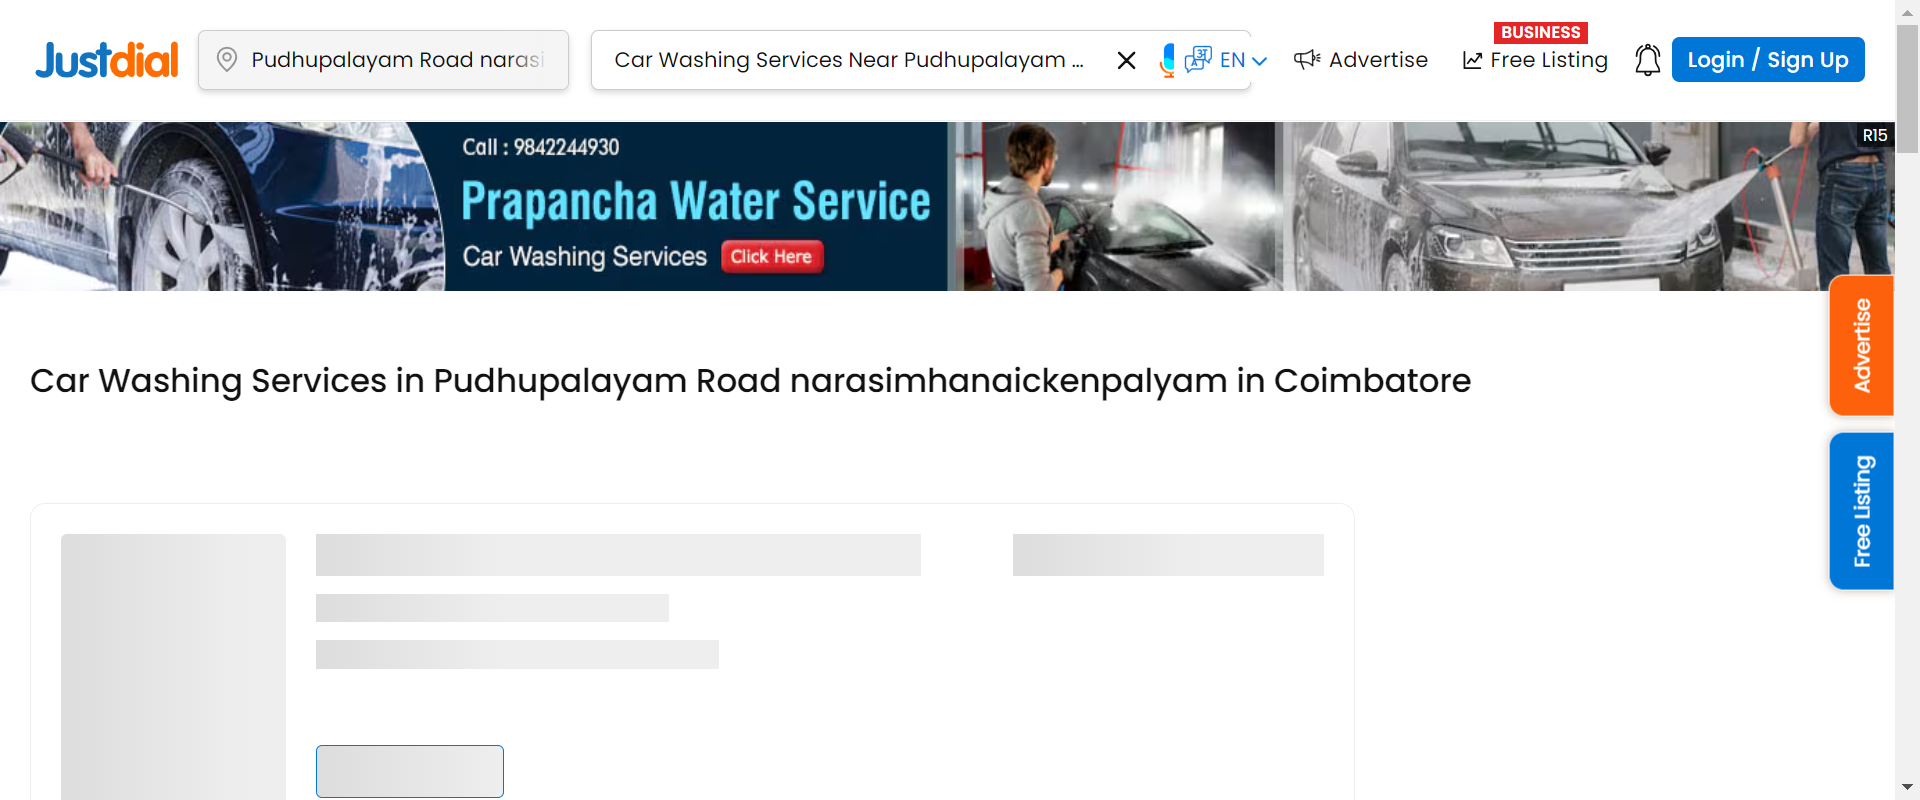 Justdial
Pudhupalayam Road narasi
Car Washing Services Near Pudhupalayam ...
EN
Advertise
BUSINESS
Free Listing
Login / Sign Up
Call : 9842244930
Prapancha Water Service
Car Washing Services
Click Here
R15
Advertise
Free Listing
Car Washing Services in Pudhupalayam Road narasimhanaickenpalyam in Coimbatore